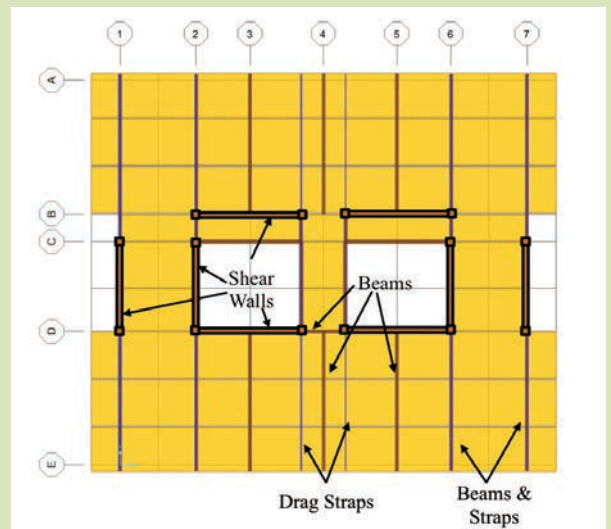 1 2 3 4 5 6 7
A
B
C
D
E
Shear
Walls
Beams
Drag Straps
Beams &
Straps